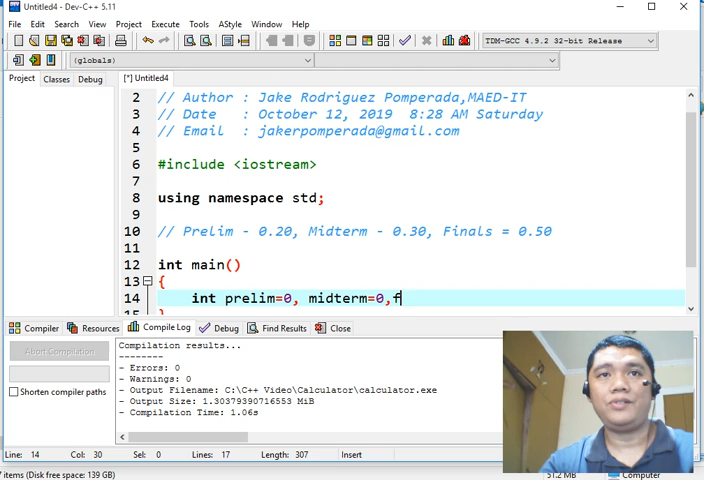 Untitled4 - Dev-C++ 5.11
File Edit Search View Project Execute Tools AStyle Window Help
TDM-GCC 4.9.2 32-bit Release
(globals)
Project Classes Debug [*] Untitled4
2 // Author : Jake Rodriguez Pomperada,MAED-IT
3 // Date : October 12, 2019 8:28 AM Saturday
4 // Email : jakerpomperada@gmail.com
5
6 #include <iostream>
7
8 using namespace std;
9
10 // Prelim - 0.20, Midterm - 0.30, Finals = 0.50
11
12 int main()
13 {
14 int prelim=0, midterm=0,f
Compiler Resources Compile Log Debug Find Results Close
Abort Compilation
Shorten compiler paths
Compilation results...
--------
- Errors: 0
- Warnings: 0
- Output Filename: C:\C++ Video\Calculator\calculator.exe
- Output Size: 1.30379390716553 MiB
- Compilation Time: 1.06s
Line: 14 Col: 30 Sel: 0 Lines: 17 Length: 307 Insert
7 items (Disk free space: 139 GB)
51.2 MB
Computer